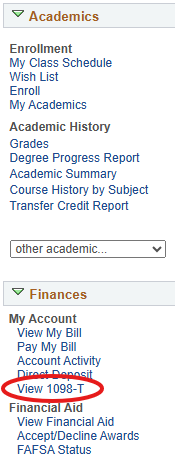 Academics
Enrollment
My Class Schedule
Wish List
Enroll
My Academics
Academic History
Grades
Degree Progress Report
Academic Summary
Course History by Subject
Transfer Credit Report
other academic...
Finances
My Account
View My Bill
Pay My Bill
Account Activity
Direct Deposit
View 1098-T
Financial Aid
View Financial Aid
Accept/Decline Awards
FAFSA Status